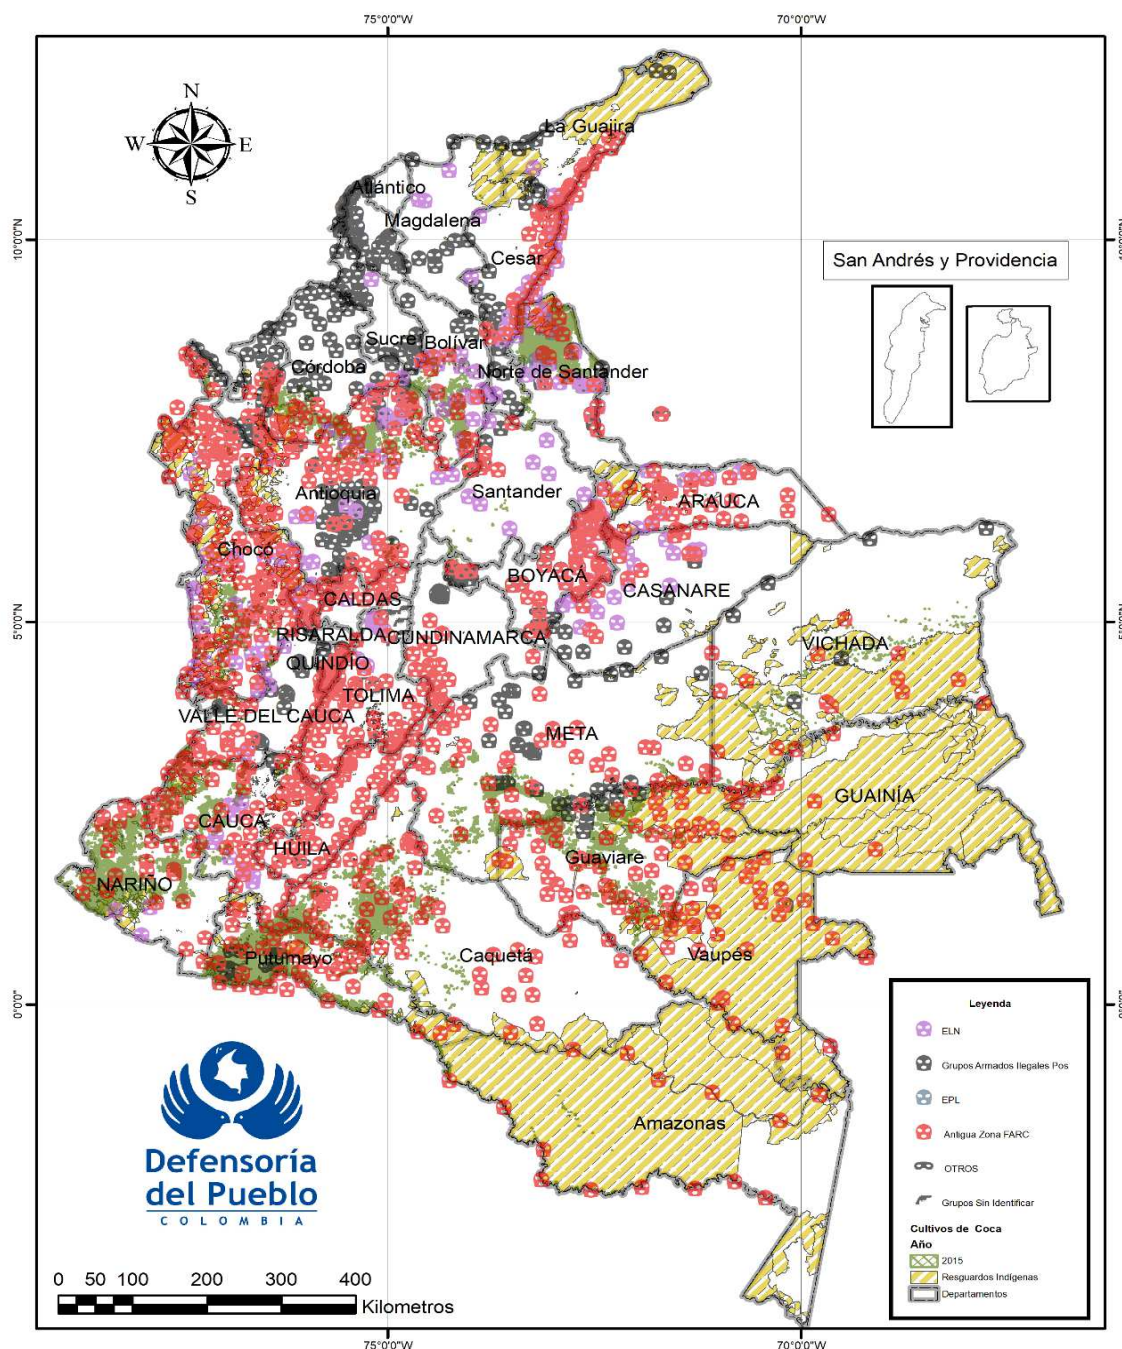 75°0'0"W 70°0'0"W
N
W E
S
La Guajira
Atlántico
Magdalena
10°0'0"N
Cesar
San Andrés y Providencia
Sucre
Bolívar
Córdoba
Norte de Santander
Antioquia
Santander
ARAUCA
Chocó
BOYACÁ
CASANARE
CALDAS
5°0'0"N
RISARALDA
CUNDINAMARCA
VICHADA
QUINDÍO
TOLIMA
VALLE DEL CAUCA
META
GUAINÍA
CAUCA
HUILA
Guaviare
NARIÑO
Putumayo
Caquetá
Vaupés
0°0'0"
Amazonas
Leyenda
ELN
Grupos Armados Ilegales Pos
EPL
Antigua Zona FARC
OTROS
Grupos Sin Identificar
Cultivos de Coca
Año
2015
Resguardos Indígenas
Departamentos
Defensoría
del Pueblo
COLOMBIA
0 50 100 200 300 400
Kilometros
75°0'0"W 70°0'0"W